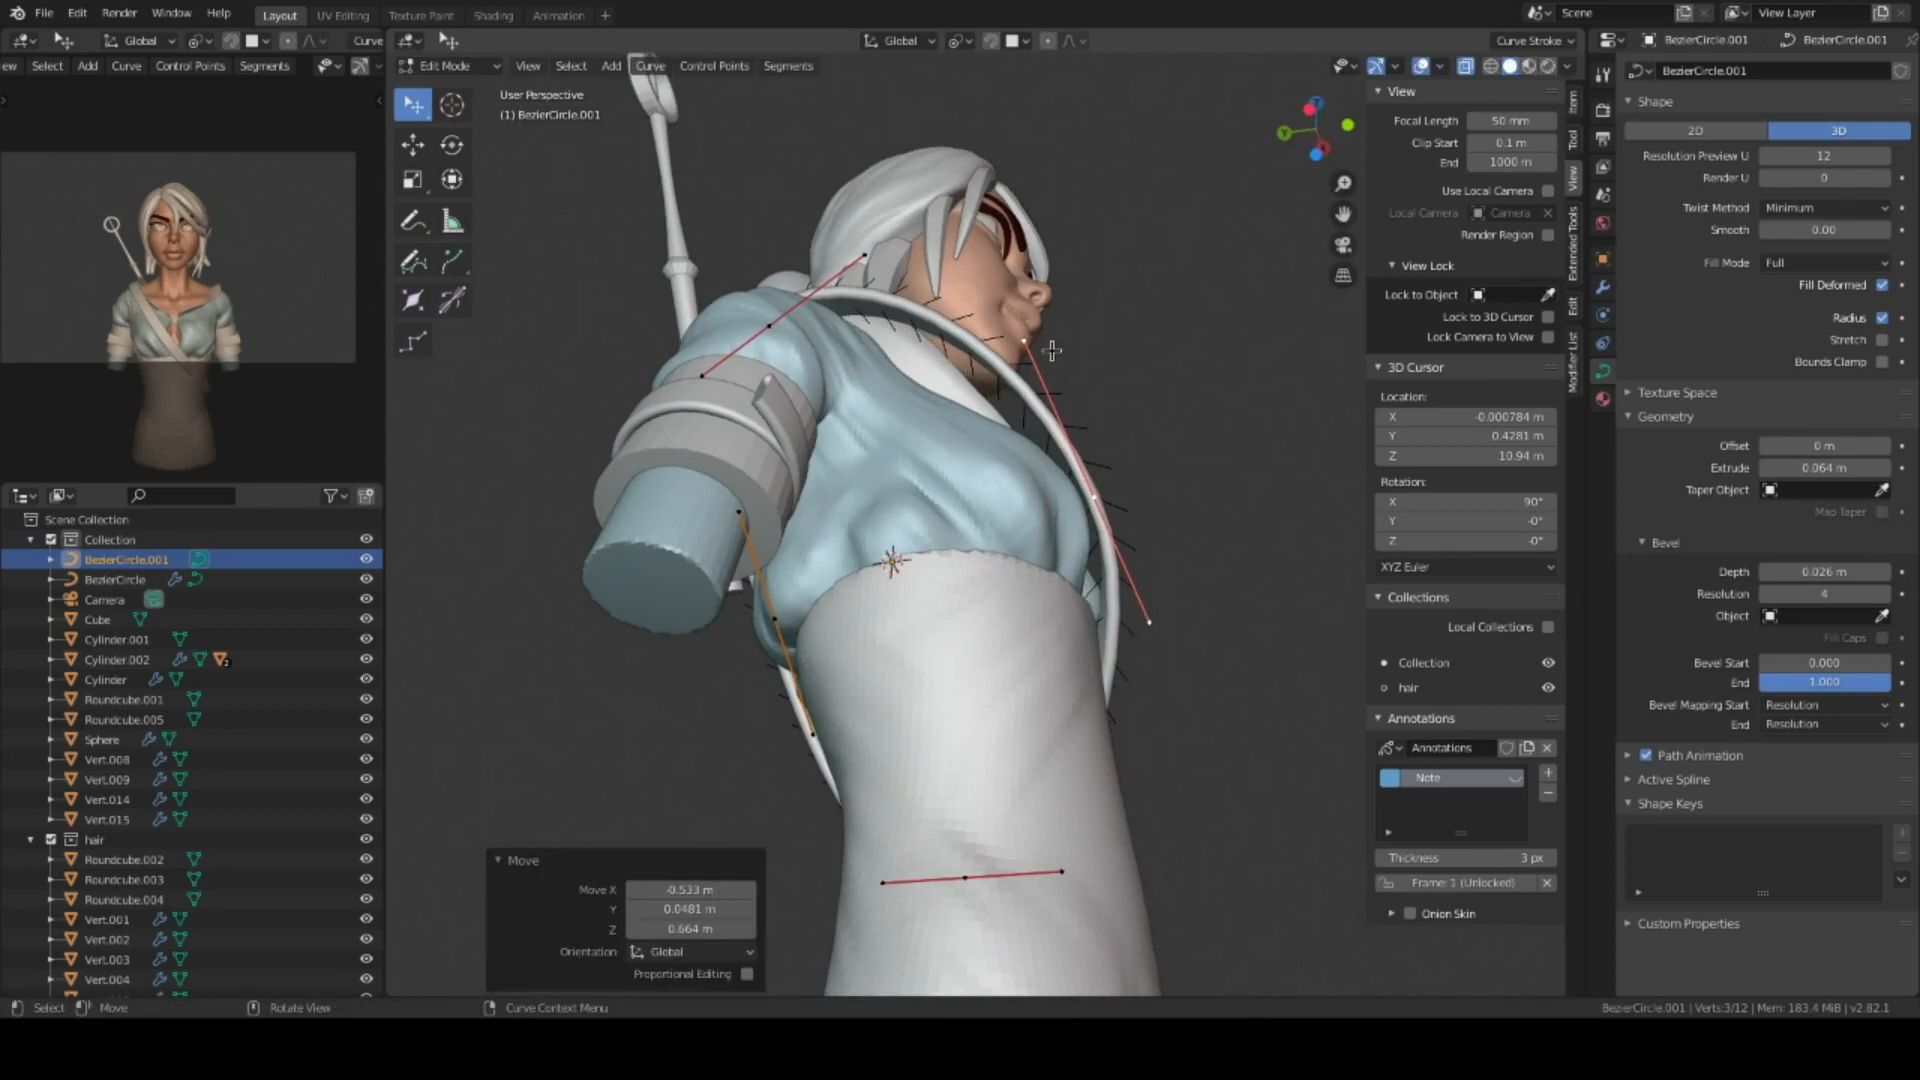 File Edit Render Window Help Layout UV Editing Texture Paint Shading Animation + Scene View Layer
Global Curve Global Curve Stroke BezierCircle.001 BezierCircle.001
ew Select Add Curve Control Points Segments Edit Mode View Select Add Curve Control Points Segments
BezierCircle.001
User Perspective
(1) BezierCircle.001
View
Focal Length 50 mm
Clip Start 0.1 m
End 1000 m
Use Local Camera
Local Camera Camera
Render Region
View Lock
Lock to Object
Lock to 3D Cursor
Lock Camera to View
3D Cursor
Location:
X -0.000784 m
Y 0.4281 m
Z 10.94 m
Rotation:
X 90°
Y -0°
Z -0°
XYZ Euler
Collections
Local Collections
Collection
hair
Annotations
Annotations
Note
Thickness 3 px
Frame: 1 (Unlocked)
Onion Skin
Item
Tool
View
Extended Tools
Edit
Modifier List
Shape
2D 3D
Resolution Preview U 12
Render U 0
Twist Method Minimum
Smooth 0.00
Fill Mode Full
Fill Deformed
Radius
Stretch
Bounds Clamp
Texture Space
Geometry
Offset 0 m
Extrude 0.064 m
Taper Object
Map Taper
Bevel
Depth 0.026 m
Resolution 4
Object
Fill Caps
Bevel Start 0.000
End 1.000
Bevel Mapping Start Resolution
End Resolution
Path Animation
Active Spline
Shape Keys
Custom Properties
Scene Collection
Collection
BezierCircle.001
BezierCircle
Camera
Cube
Cylinder.001
Cylinder.002 2
Cylinder
Roundcube.001
Roundcube.005
Sphere
Vert.008
Vert.009
Vert.014
Vert.015
hair
Roundcube.002
Roundcube.003
Roundcube.004
Vert.001
Vert.002
Vert.003
Vert.004
Move
Move X -0.533 m
Y 0.0481 m
Z 0.664 m
Orientation Global
Proportional Editing
Select Move Rotate View Curve Context Menu BezierCircle.001 | Verts:3/12 | Mem: 183.4 MiB | v2.82.1